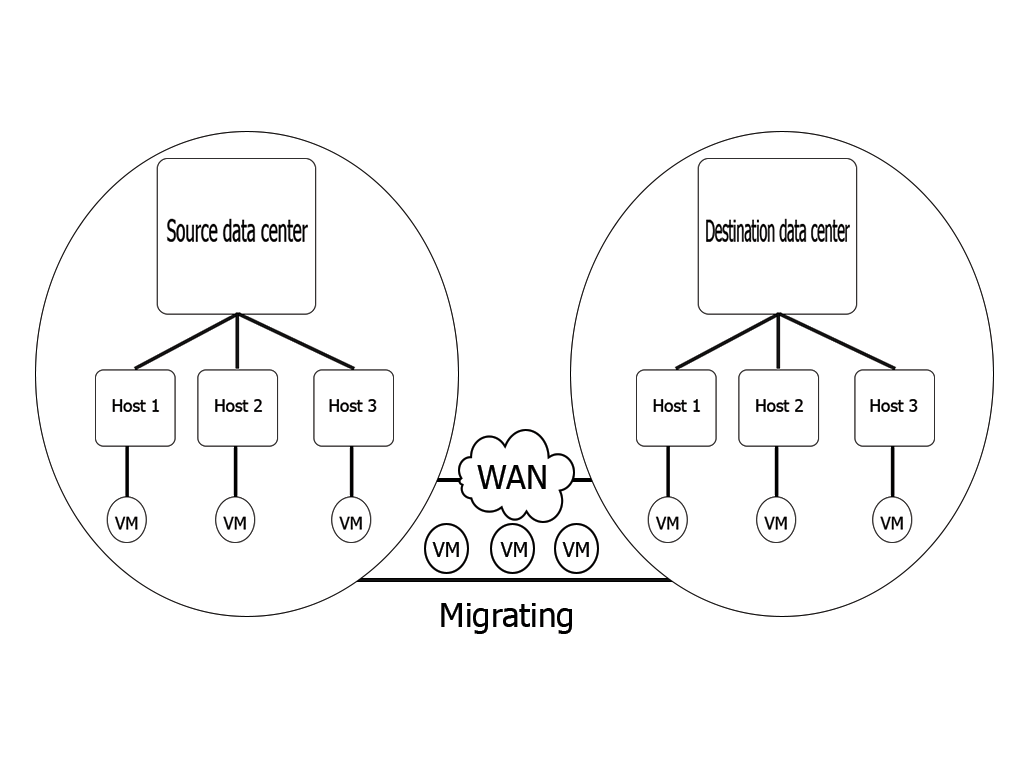 Source data center
Destination data center
Host 1
Host 2
Host 3
Host 1
Host 2
Host 3
WAN
VM
VM
VM
VM
VM
VM
VM
VM
VM
Migrating